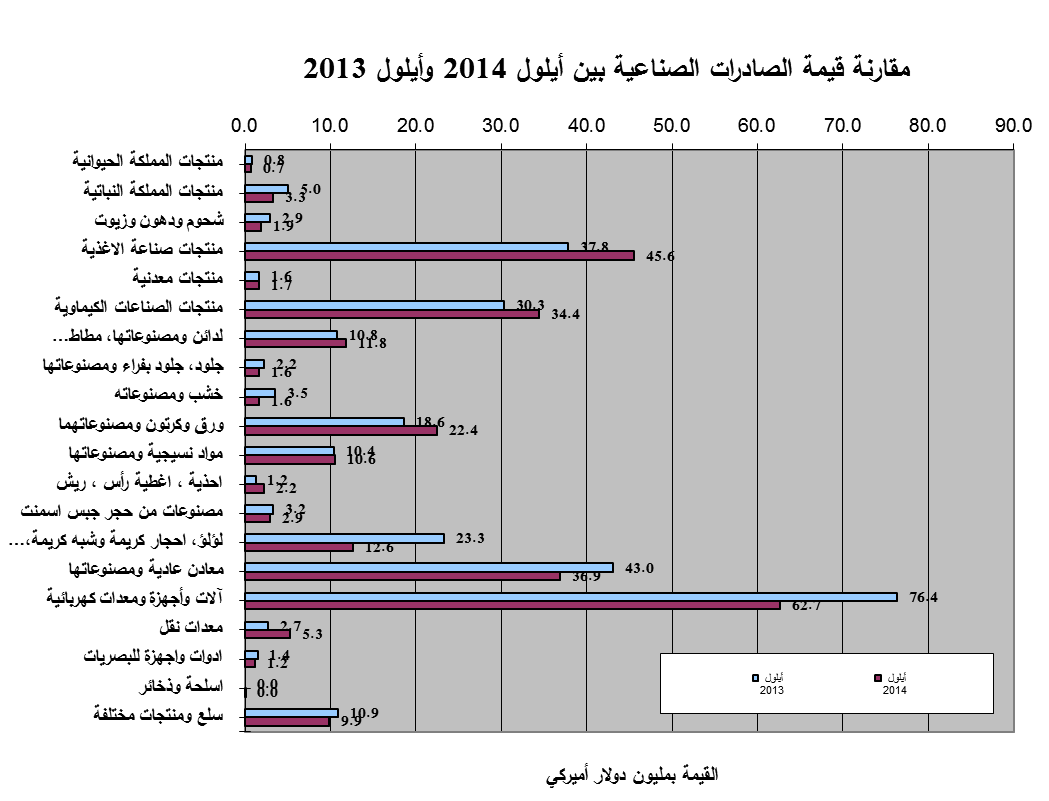 مقارنة قيمة الصادرات الصناعية بين أيلول 2014 وأيلول 2013
0.0 10.0 20.0 30.0 40.0 50.0 60.0 70.0 80.0 90.0
منتجات المملكة الحيوانية 0.8
0.7
منتجات المملكة النباتية 5.0
3.3
شحوم ودهون وزيوت 2.9
1.9
منتجات صناعة الاغذية 37.8
45.6
منتجات معدنية 1.6
1.7
منتجات الصناعات الكيماوية 30.3
34.4
لدائن ومصنوعاتها، مطاط... 10.8
11.8
جلود، جلود بفراء ومصنوعاتها 2.2
1.6
خشب ومصنوعاته 3.5
1.6
ورق وكرتون ومصنوعاتهما 18.6
22.4
مواد نسيجية ومصنوعاتها 10.4
10.6
احذية ، اغطية رأس ، ريش 1.2
2.2
مصنوعات من حجر جبس اسمنت 3.2
2.9
لؤلؤ، احجار كريمة وشبه كريمة،... 23.3
12.6
معادن عادية ومصنوعاتها 43.0
36.9
آلات وأجهزة ومعدات كهربائية 76.4
62.7
معدات نقل 2.7
5.3
ادوات واجهزة للبصريات 1.4
1.2
اسلحة وذخائر 0.0
0.0
سلع ومنتجات مختلفة 10.9
9.9
أيلول 2013
أيلول 2014
القيمة بمليون دولار أميركي